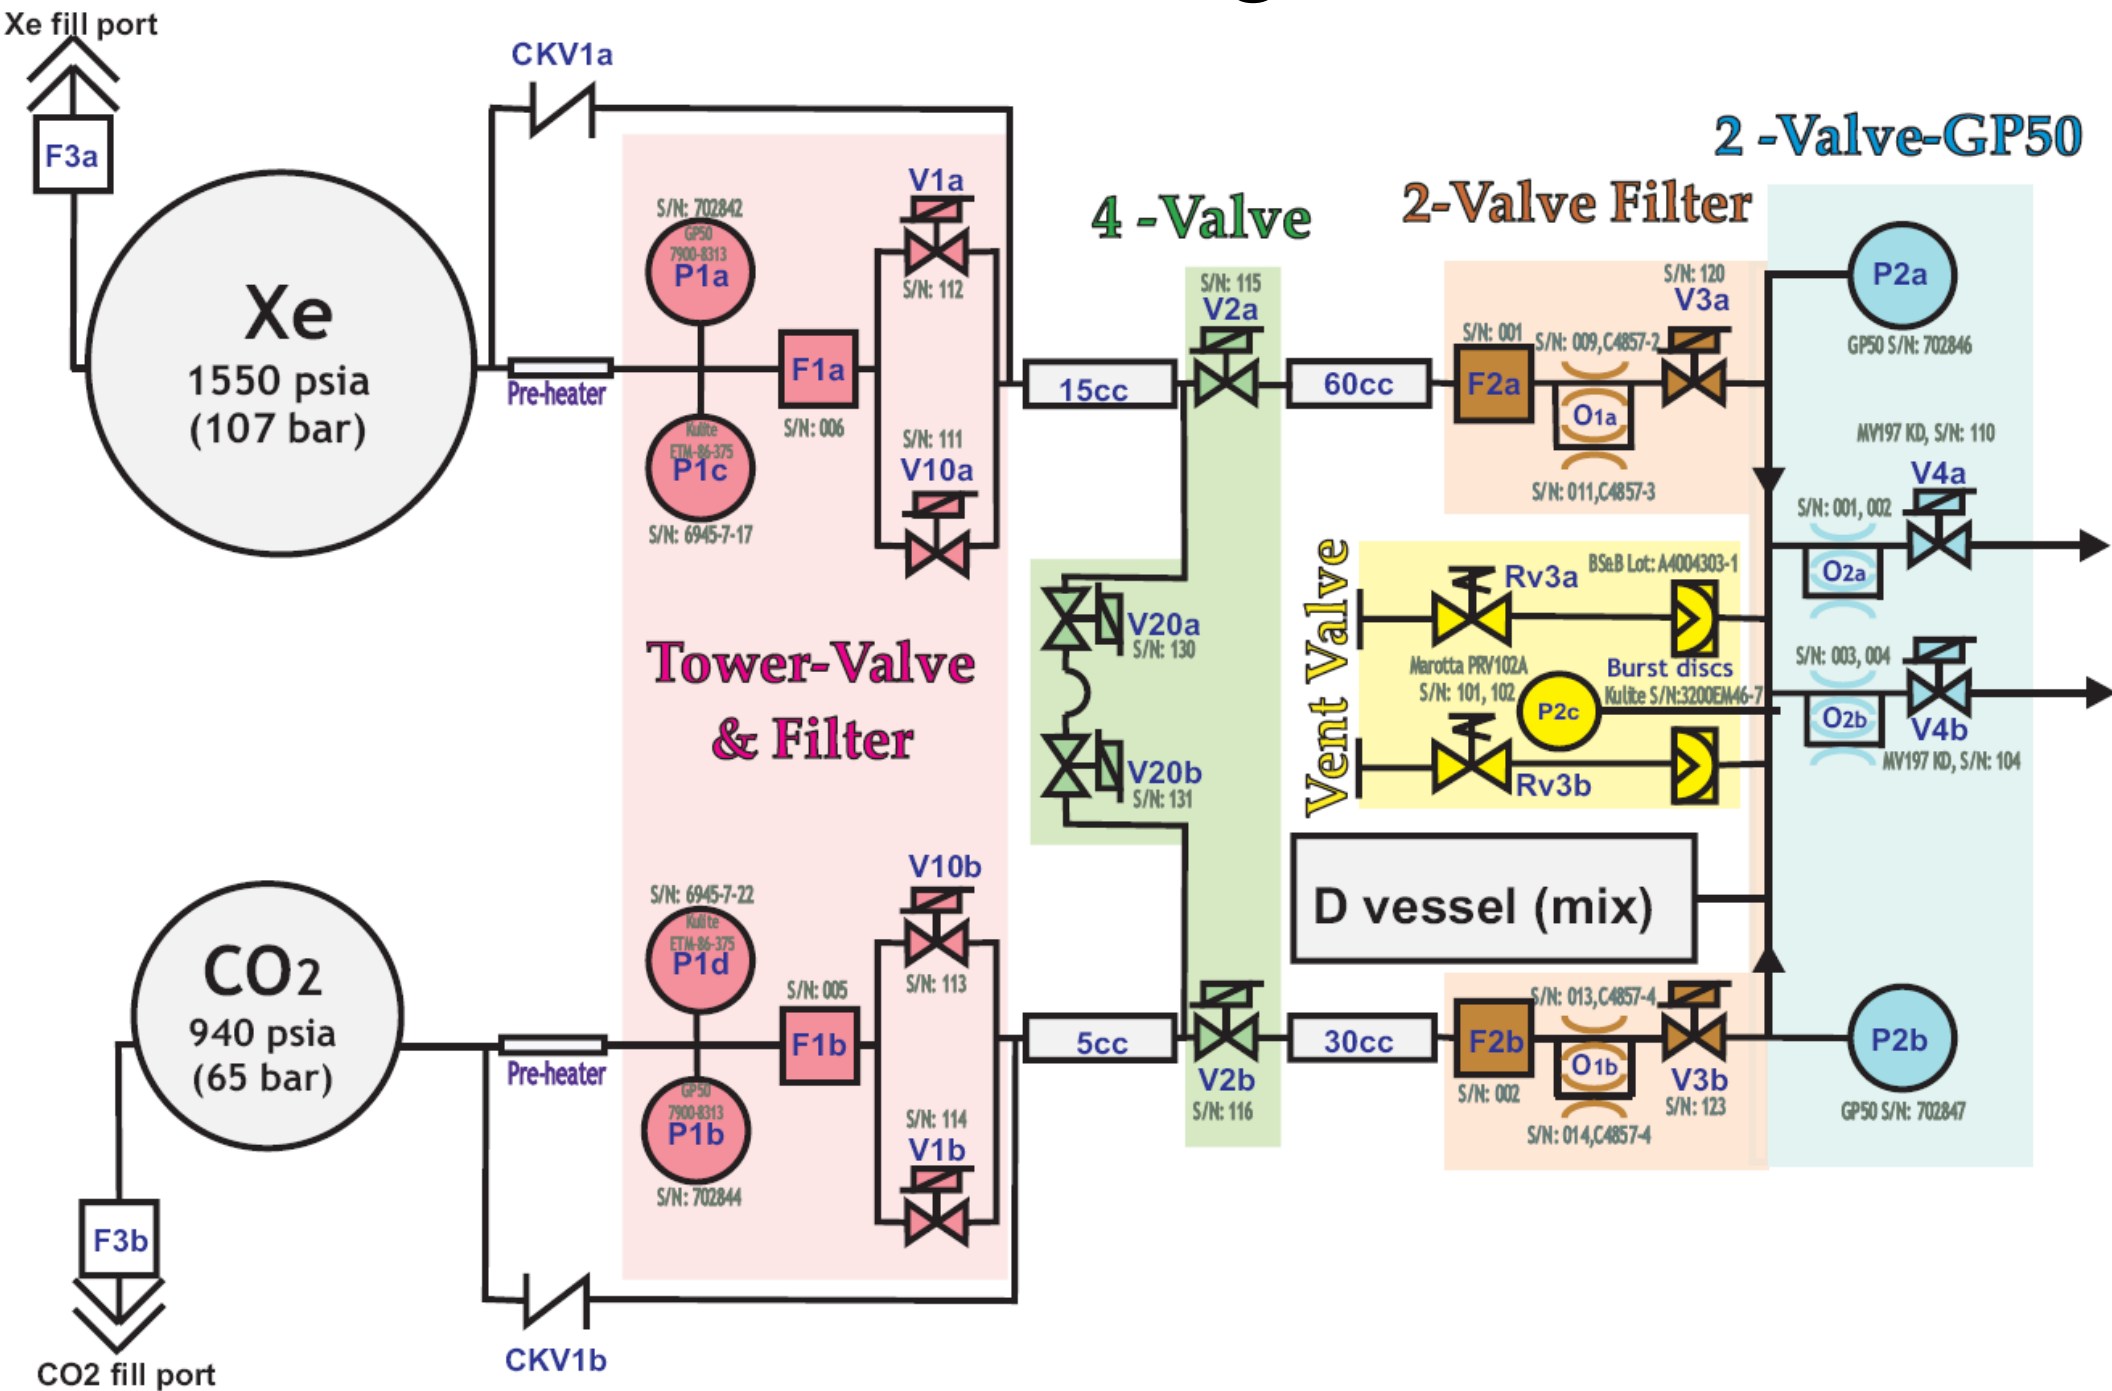 Xe fill port
F3a
Xe
1550 psia
(107 bar)
CKV1a
Pre-heater
S/N: 702842
GP50
7900-8313
P1a
Kulite
ETM-86-375
P1c
S/N: 6945-7-17
F1a
S/N: 006
V1a
S/N: 112
S/N: 111
V10a
Tower-Valve
& Filter
15cc
4 -Valve
S/N: 115
V2a
60cc
V20a
S/N: 130
V20b
S/N: 131
2-Valve Filter
S/N: 001
F2a
S/N: 009,C4857-2
O1a
S/N: 011,C4857-3
S/N: 120
V3a
2 -Valve-GP50
P2a
GP50 S/N: 702846
MV197 KD, S/N: 110
V4a
S/N: 001, 002
O2a
S/N: 003, 004
O2b
V4b
MV197 KD, S/N: 104
Vent Valve
Rv3a
BS&B Lot: A4004303-1
Marotta PRV102A
S/N: 101, 102
Burst discs
Kulite S/N:3200EM46-7
P2c
Rv3b
D vessel (mix)
CO2
940 psia
(65 bar)
F3b
CO2 fill port
Pre-heater
CKV1b
S/N: 6945-7-22
Kulite
ETM-86-375
P1d
GP50
7900-8313
P1b
S/N: 702844
S/N: 005
F1b
V10b
S/N: 113
S/N: 114
V1b
5cc
V2b
S/N: 116
30cc
F2b
S/N: 002
S/N: 013,C4857-4
O1b
S/N: 014,C4857-4
V3b
S/N: 123
P2b
GP50 S/N: 702847